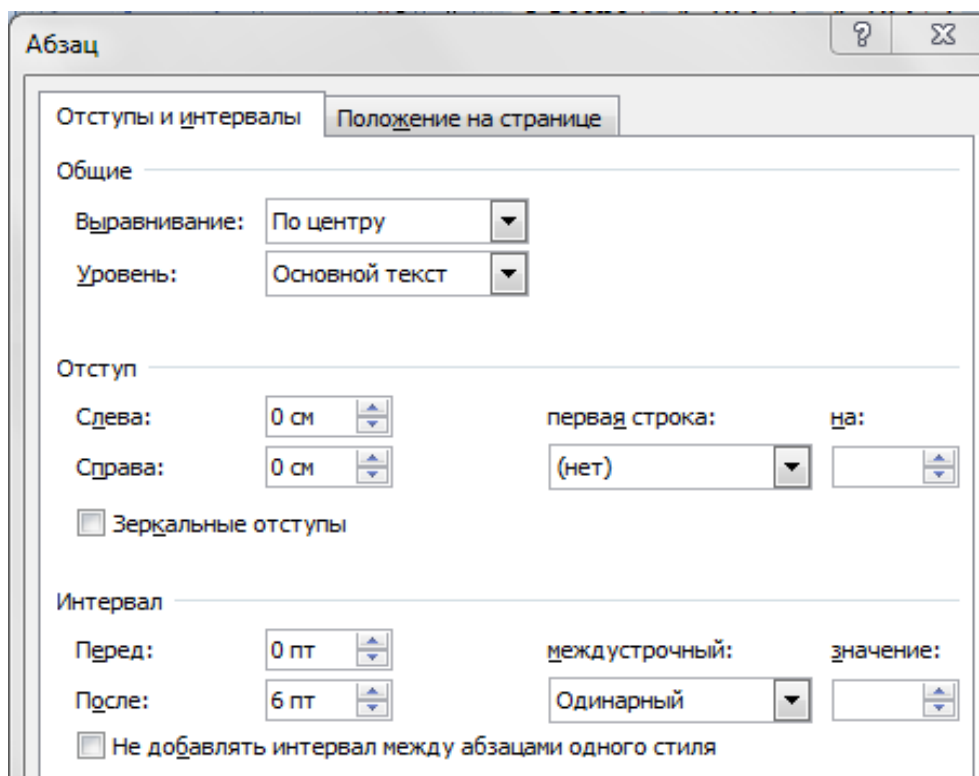 Абзац
Отступы и интервалы Положение на странице
Общие
Выравнивание: По центру
Уровень: Основной текст
Отступ
Слева: 0 см первая строка: на:
Справа: 0 см (нет)
Зеркальные отступы
Интервал
Перед: 0 пт междустрочный: значение:
После: 6 пт Одинарный
Не добавлять интервал между абзацами одного стиля